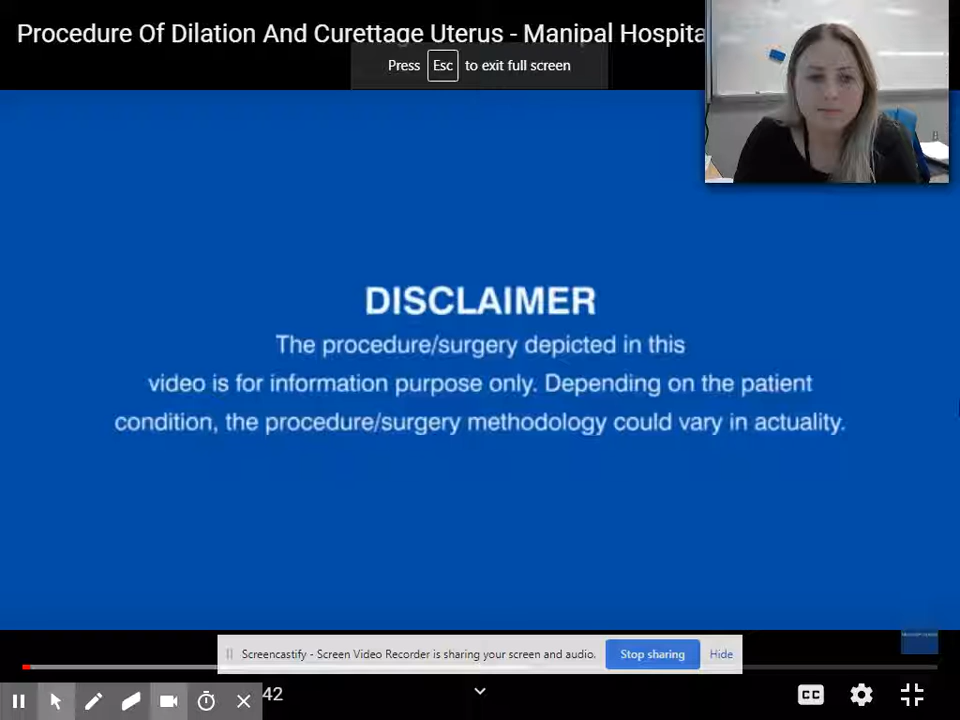 Procedure Of Dilation And Curettage Uterus - Manipal Hospita
Press Esc to exit full screen
DISCLAIMER
The procedure/surgery depicted in this
video is for information purpose only. Depending on the patient
condition, the procedure/surgery methodology could vary in actuality.
Screencastify - Screen Video Recorder is sharing your screen and audio. Stop sharing Hide
42
CC